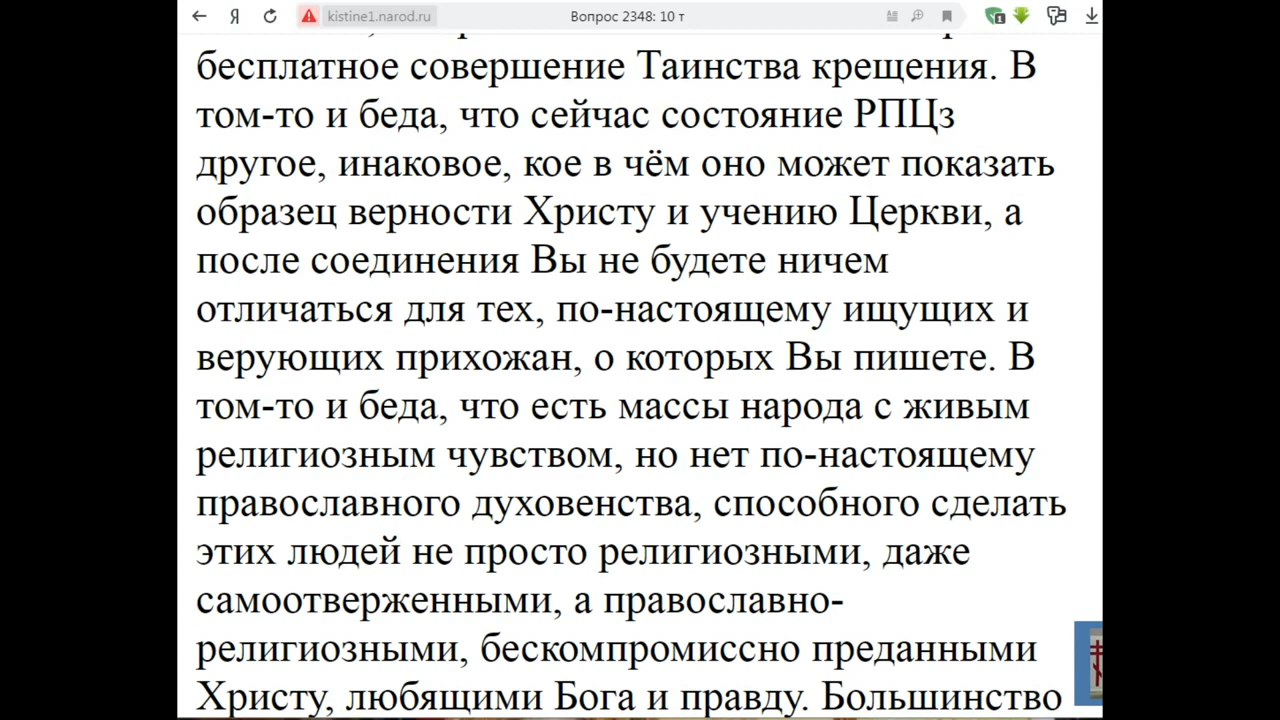 Я kistine1.narod.ru Вопрос 2348: 10 т 1
бесплатное совершение Таинства крещения. В
том-то и беда, что сейчас состояние РПЦз
другое, инаковое, кое в чём оно может показать
образец верности Христу и учению Церкви, а
после соединения Вы не будете ничем
отличаться для тех, по-настоящему ищущих и
верующих прихожан, о которых Вы пишете. В
том-то и беда, что есть массы народа с живым
религиозным чувством, но нет по-настоящему
православного духовенства, способного сделать
этих людей не просто религиозными, даже
самоотверженными, а православно-
религиозными, бескомпромиссно преданными
Христу, любящими Бога и правду. Большинство